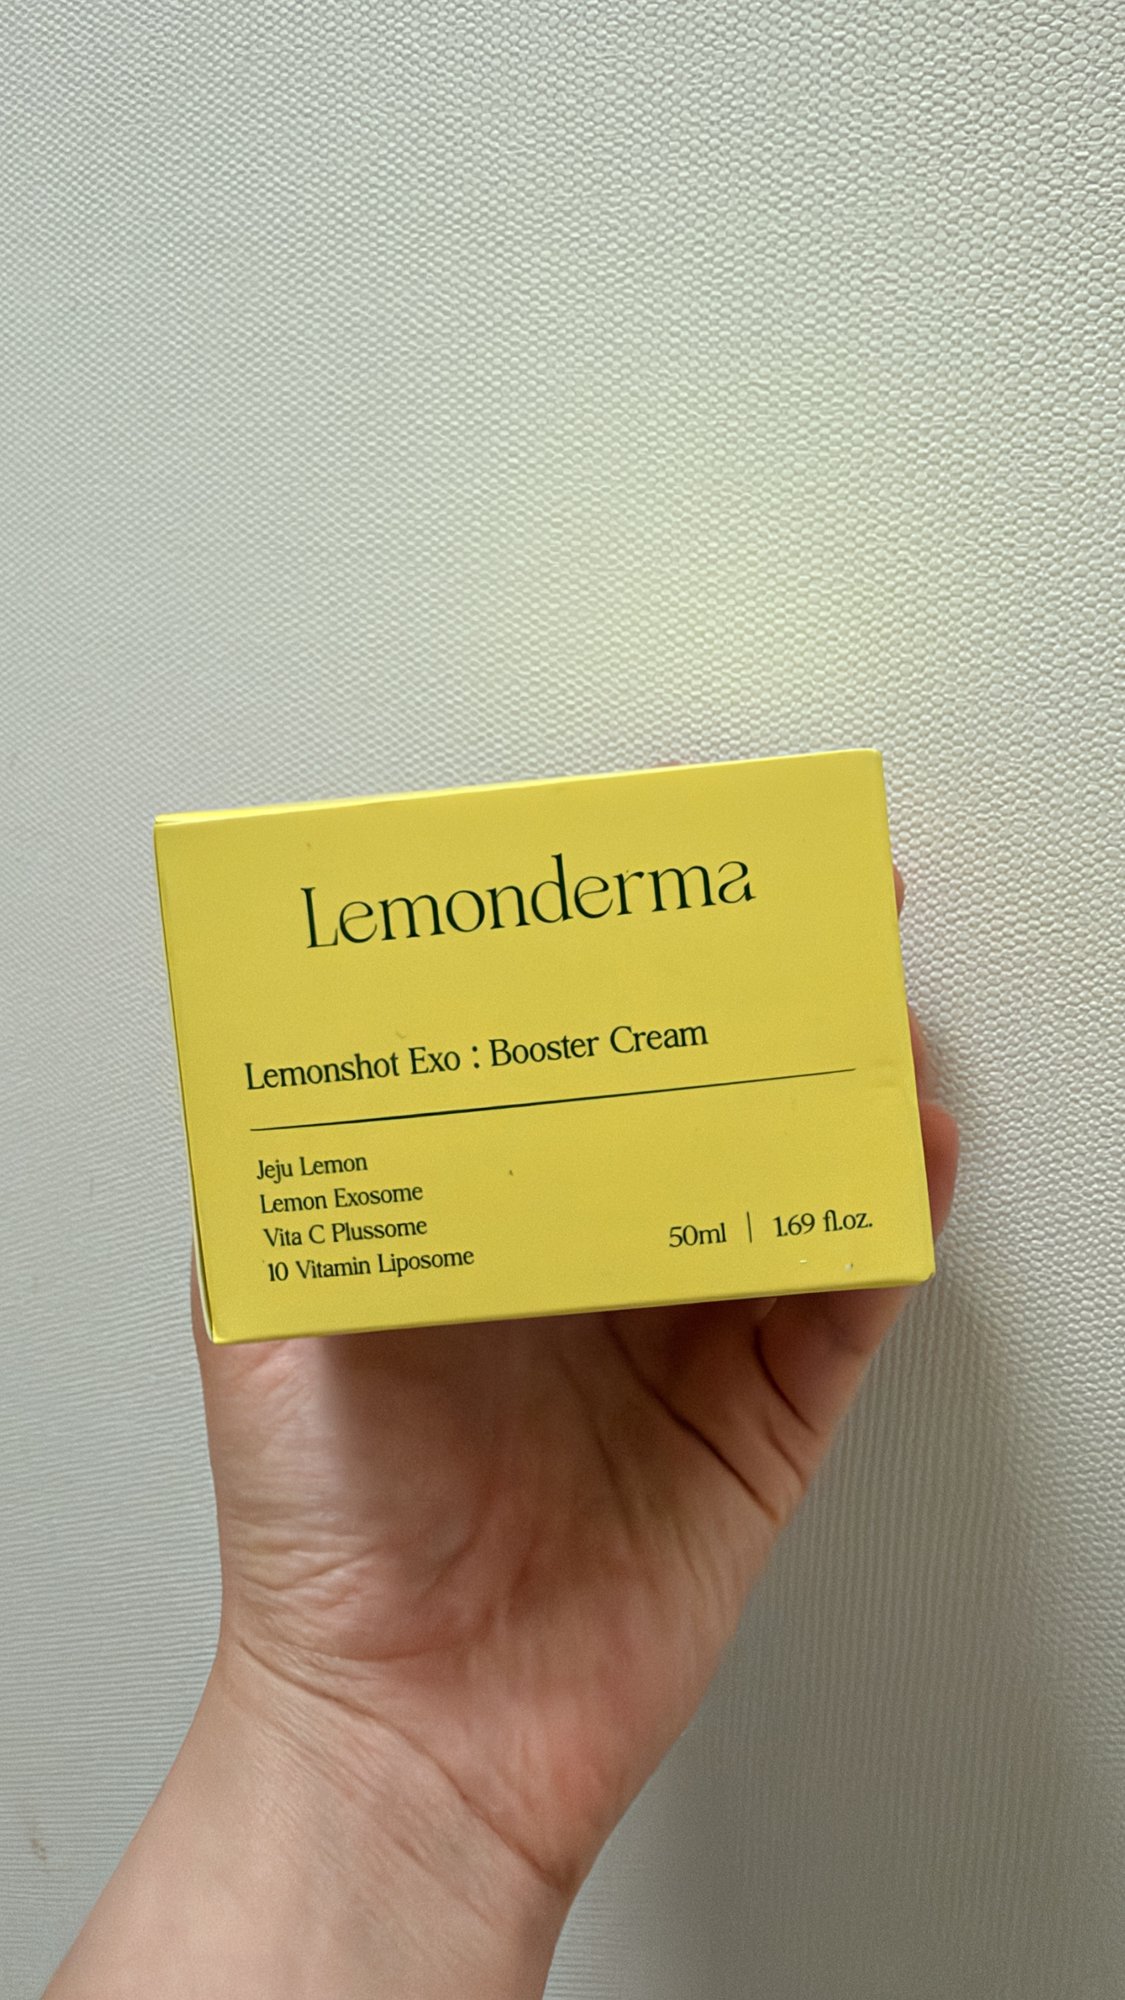 Lemonderma
Lemonshot Exo : Booster Cream
Jeju Lemon
Lemon Exosome
Vita C Plussome
10 Vitamin Liposome
50ml | 1.69 fl.oz.